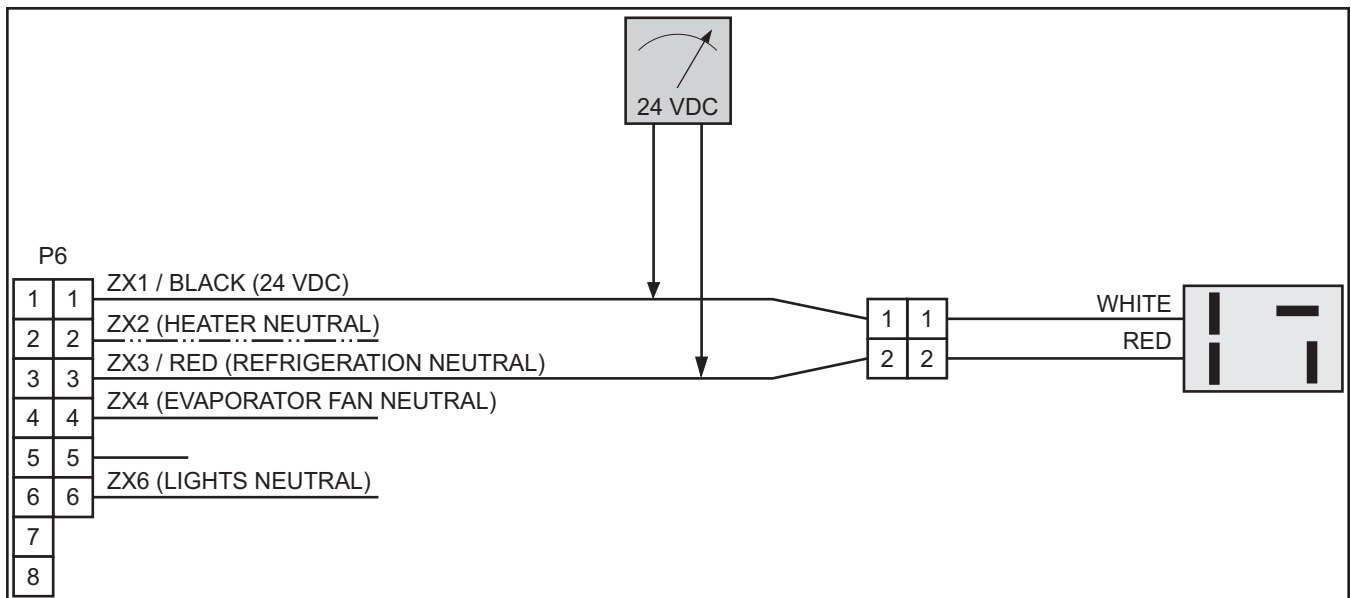 24 VDC
P6
1 1 ZX1 / BLACK (24 VDC)
2 2 ZX2 (HEATER NEUTRAL)
3 3 ZX3 / RED (REFRIGERATION NEUTRAL)
4 4 ZX4 (EVAPORATOR FAN NEUTRAL)
5 5
6 6 ZX6 (LIGHTS NEUTRAL)
7
8
1 1 WHITE
2 2 RED